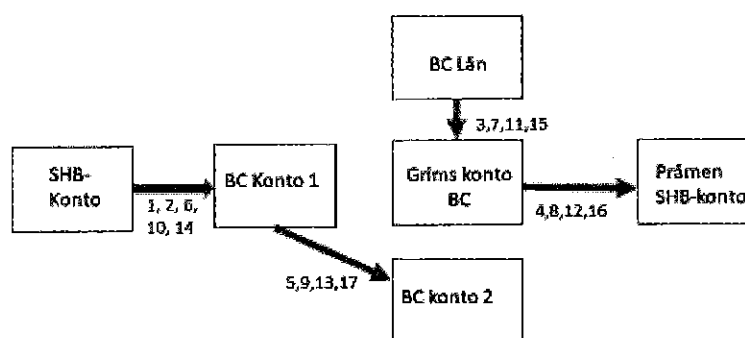 BC Lån
3,7,11,15
SHB-
Konto
1, 2, 6,
10, 14
BC Konto 1
Grims konto
BC
4,8,12,16
Pråmen
SHB-konto
5,9,13,17
BC konto 2